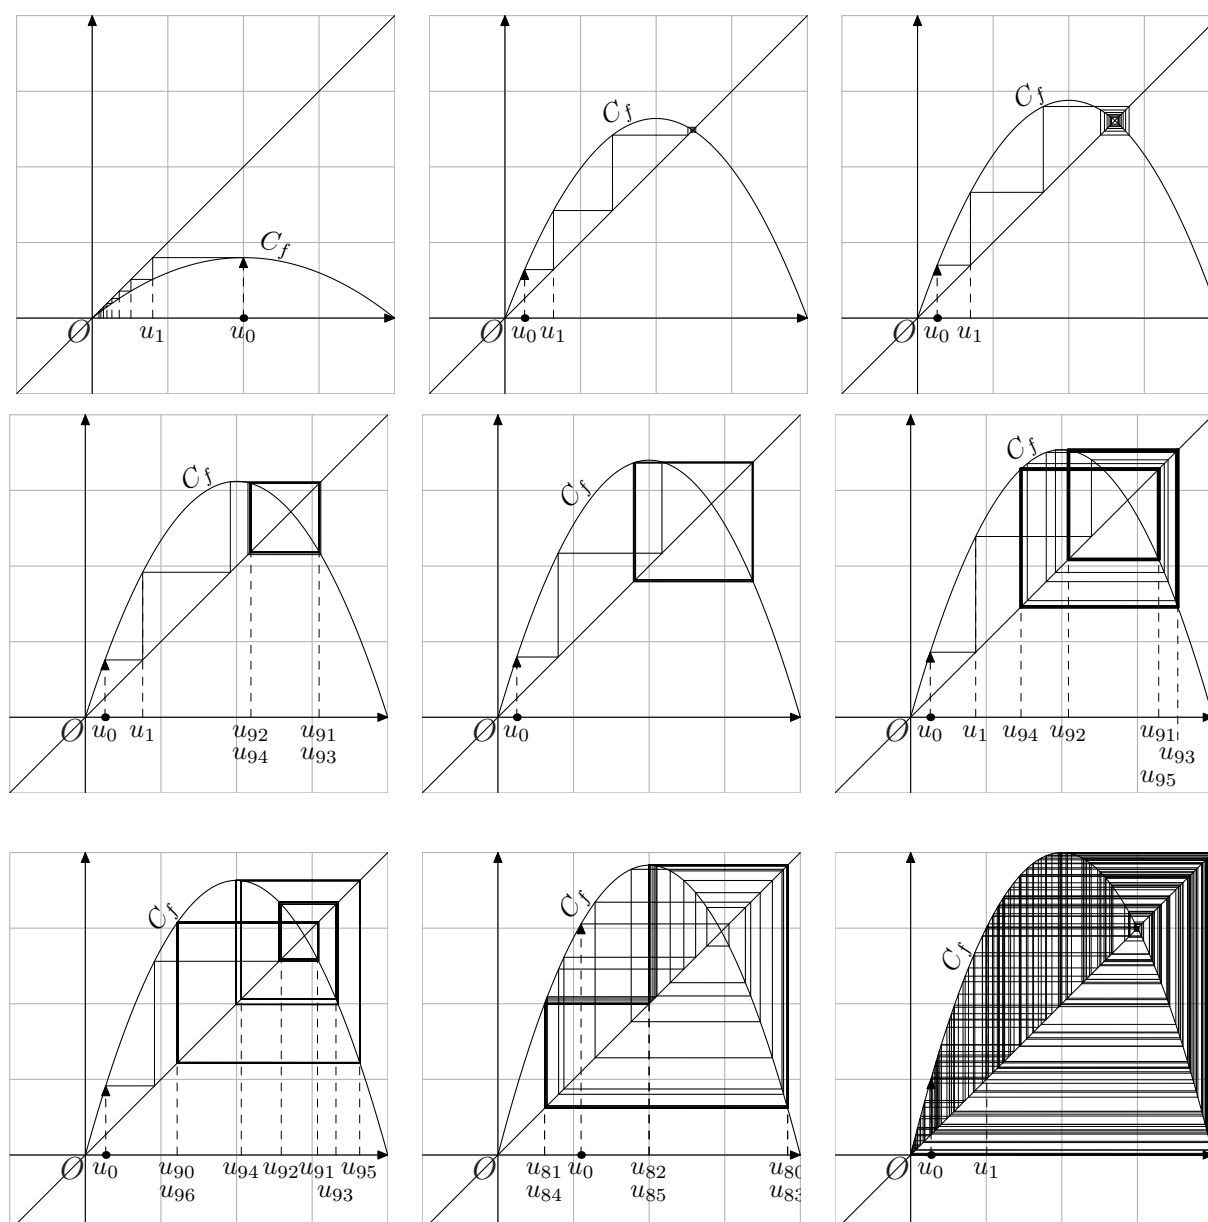 C_f
O u_1 u_0
C_f
O u_0 u_1
C_f
O u_0 u_1
C_f
O u_0 u_1 u_92 u_91
u_94 u_93
C_f
O u_0
C_f
O u_0 u_1 u_94 u_92 u_91
u_93
u_95
C_f
O u_0 u_90 u_94 u_92 u_91 u_95
u_96 u_93
C_f
O u_81 u_0 u_82 u_80
u_84 u_85 u_83
C_f
O u_0 u_1